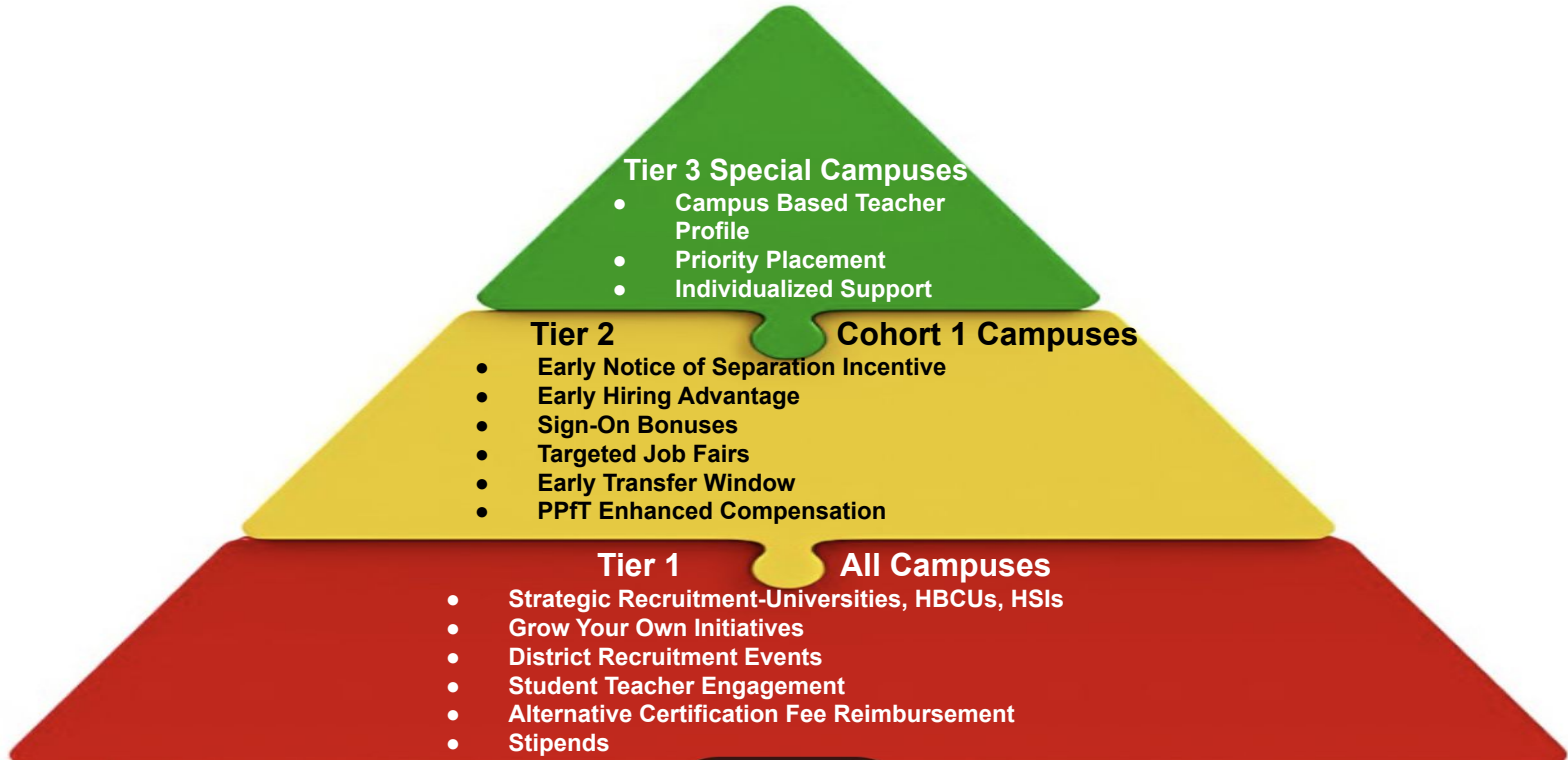 Tier 3 Special Campuses
● Campus Based Teacher
Profile
● Priority Placement
● Individualized Support
Tier 2 Cohort 1 Campuses
● Early Notice of Separation Incentive
● Early Hiring Advantage
● Sign-On Bonuses
● Targeted Job Fairs
● Early Transfer Window
● PPfT Enhanced Compensation
Tier 1 All Campuses
● Strategic Recruitment-Universities, HBCUs, HSIs
● Grow Your Own Initiatives
● District Recruitment Events
● Student Teacher Engagement
● Alternative Certification Fee Reimbursement
● Stipends